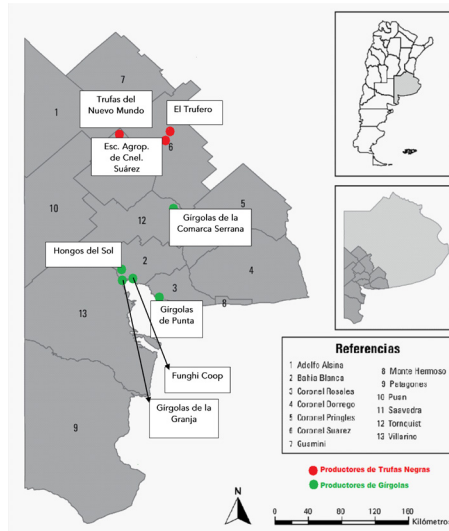 7
Trufas del
Nuevo Mundo
El Trufero
1
Esc. Agrop.
de Cnel.
Suárez
6
10
12
5
Gírgolas de la
Comarca Serrana
Hongos del Sol
2
4
3
8
13
Gírgolas
de Punta
Funghi Coop
Gírgolas de la
Granja
9
Referencias
1 Adolfo Alsina
2 Bahía Blanca
3 Coronel Rosales
4 Coronel Dorrego
5 Coronel Pringles
6 Coronel Suárez
7 Guaminí
8 Monte Hermoso
9 Patagones
10 Puan
11 Saavedra
12 Tornquist
13 Villarino
Productores de Trufas Negras
Productores de Gírgolas
N
0 20 40 80 120 160
Kilómetros